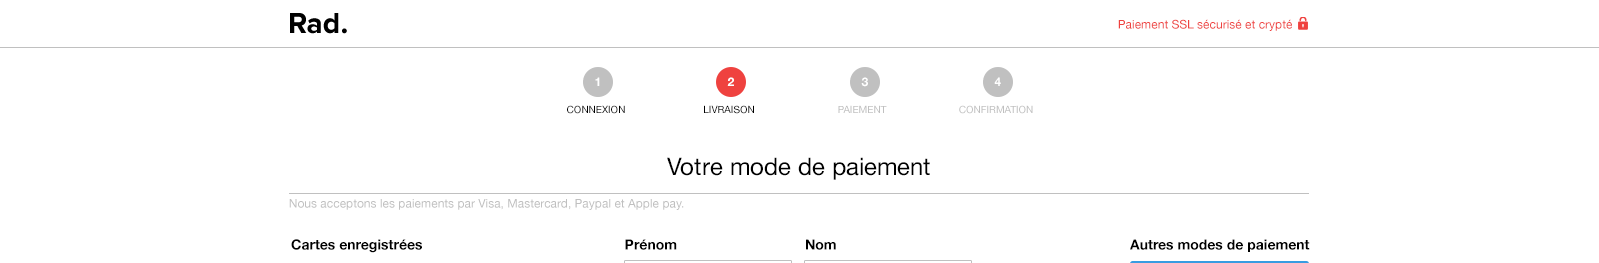 Rad.
Paiement SSL sécurisé et crypté
1
2
3
4
CONNEXION
LIVRAISON
PAIEMENT
CONFIRMATION
Votre mode de paiement
Nous acceptons les paiements par Visa, Mastercard, Paypal et Apple pay.
Cartes enregistrées
Prénom
Nom
Autres modes de paiement